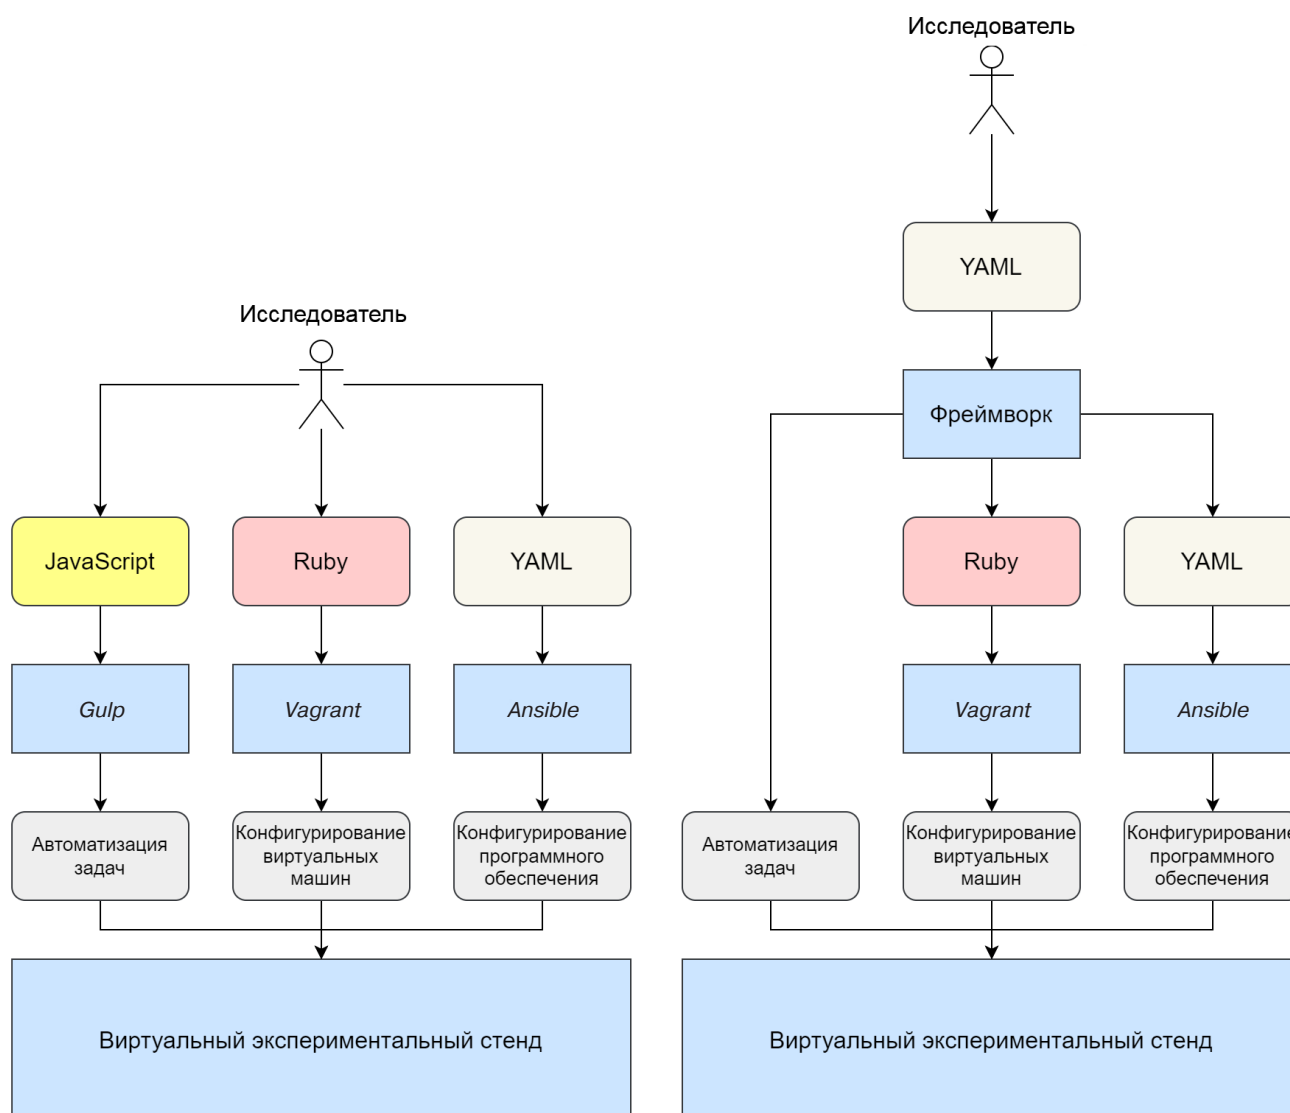 Исследователь
JavaScript
Ruby
YAML
Gulp
Vagrant
Ansible
Автоматизация
задач
Конфигурирование
виртуальных
машин
Конфигурирование
программного
обеспечения
Виртуальный экспериментальный стенд
Исследователь
YAML
Фреймворк
Ruby
YAML
Vagrant
Ansible
Автоматизация
задач
Конфигурирование
виртуальных
машин
Конфигурирование
программного
обеспечения
Виртуальный экспериментальный стенд